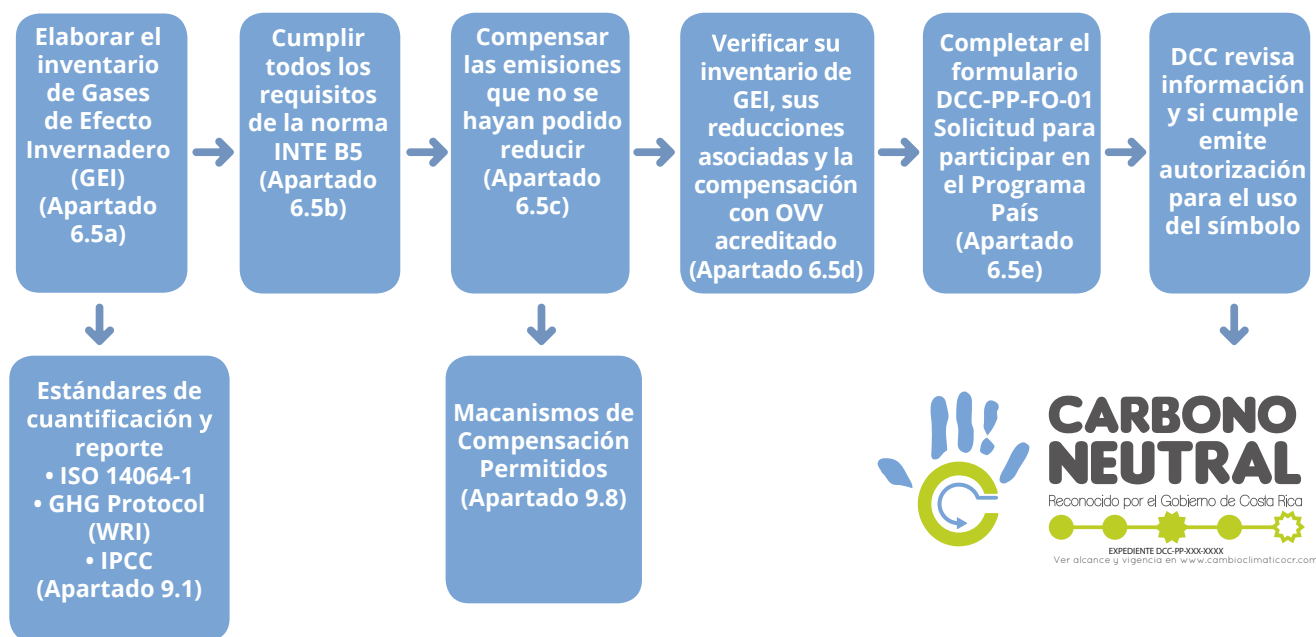 Elaborar el
inventario
de Gases
de Efecto
Invernadero
(GEI)
(Apartado
6.5a)
Cumplir
todos los
requisitos
de la norma
INTE B5
(Apartado
6.5b)
Compensar
las emisiones
que no se
hayan podido
reducir
(Apartado
6.5c)
Verificar su
inventario de
GEI, sus
reducciones
asociadas y la
compensación
con OVV
acreditado
(Apartado 6.5d)
Completar el
formulario
DCC-PP-FO-01
Solicitud para
participar en
el Programa
País
(Apartado
6.5e)
DCC revisa
información
y si cumple
emite
autorización
para el uso
del símbolo
Estándares de
cuantificación y
reporte
• ISO 14064-1
• GHG Protocol
(WRI)
• IPCC
(Apartado 9.1)
Macanismos de
Compensación
Permitidos
(Apartado 9.8)
CARBONO
NEUTRAL
Reconocido por el Gobierno de Costa Rica
EXPEDIENTE DCC-PP-XXX-XXXX
Ver alcance y vigencia en www.cambioclimaticocr.com